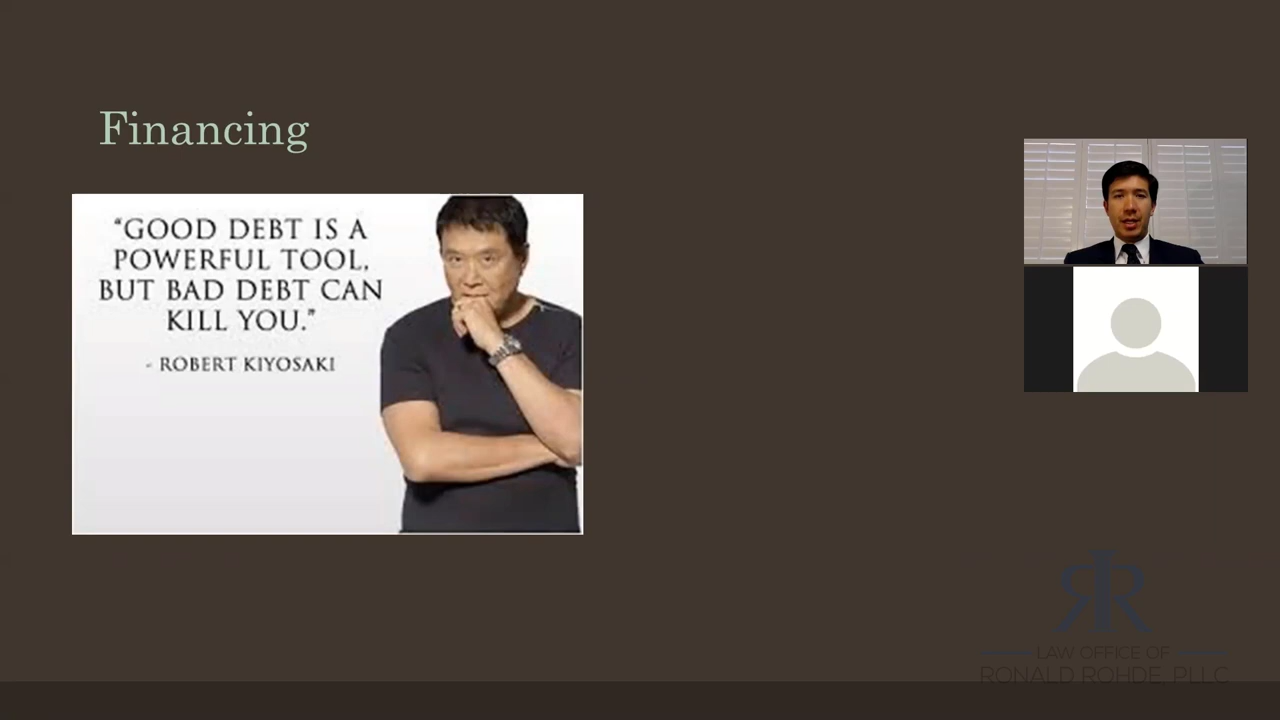 Financing
“GOOD DEBT IS A
POWERFUL TOOL,
BUT BAD DEBT CAN
KILL YOU.”
- ROBERT KIYOSAKI
LAW OFFICE OF
RONALD ROHDE, PLLC